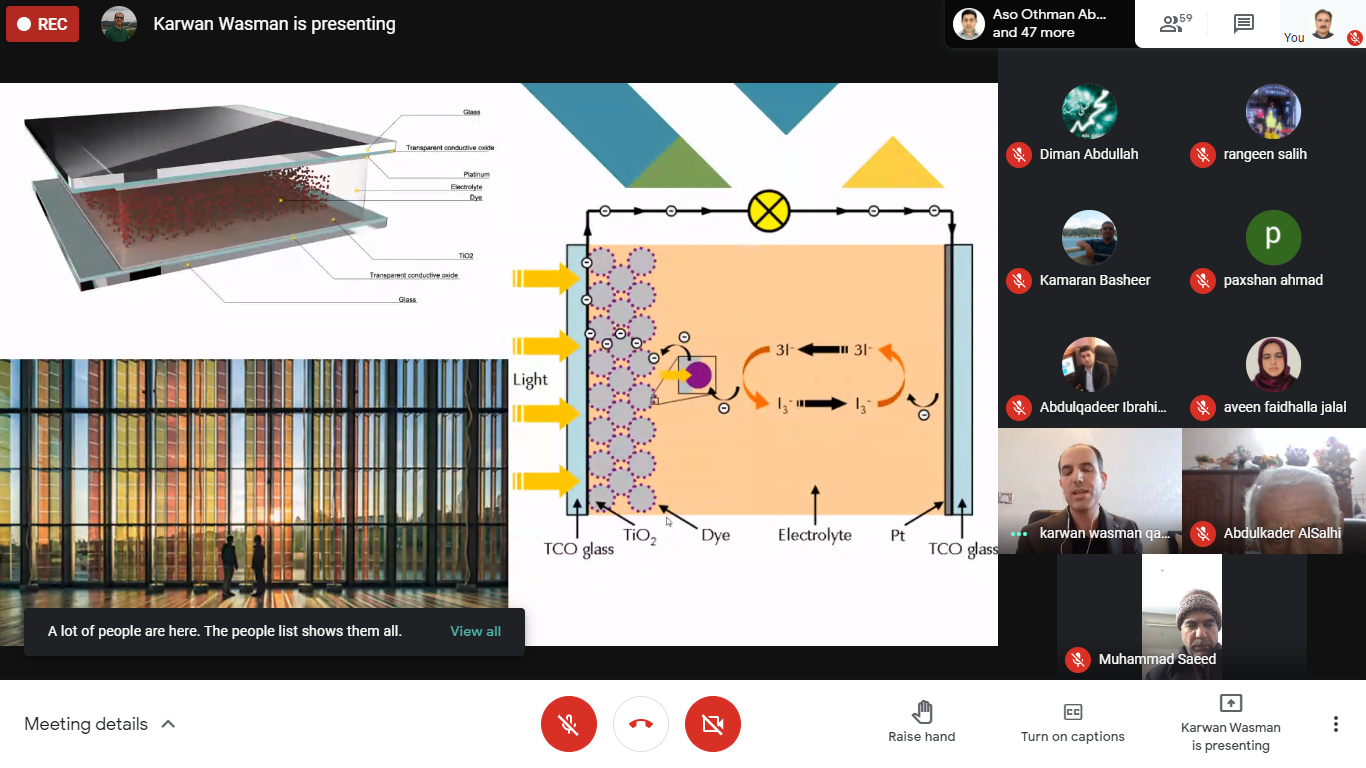 REC
Karwan Wasman is presenting
Aso Othman Ab...
and 47 more
59
You
Glass
Transparent conductive oxide
Platinum
Electrolyte
Dye
TiO2
Transparent conductive oxide
Glass
Light
3I⁻
3I⁻
I₃⁻
I₃⁻
TCO glass
TiO₂
Dye
Electrolyte
Pt
TCO glass
Diman Abdullah
rangeen salih
Kamaran Basheer
p
paxshan ahmad
Abdulqadeer Ibrahi...
aveen faidhalla jalal
karwan wasman qa...
Abdulkader AlSalhi
Muhammad Saeed
A lot of people are here. The people list shows them all.
View all
Meeting details
Raise hand
CC
Turn on captions
Karwan Wasman
is presenting